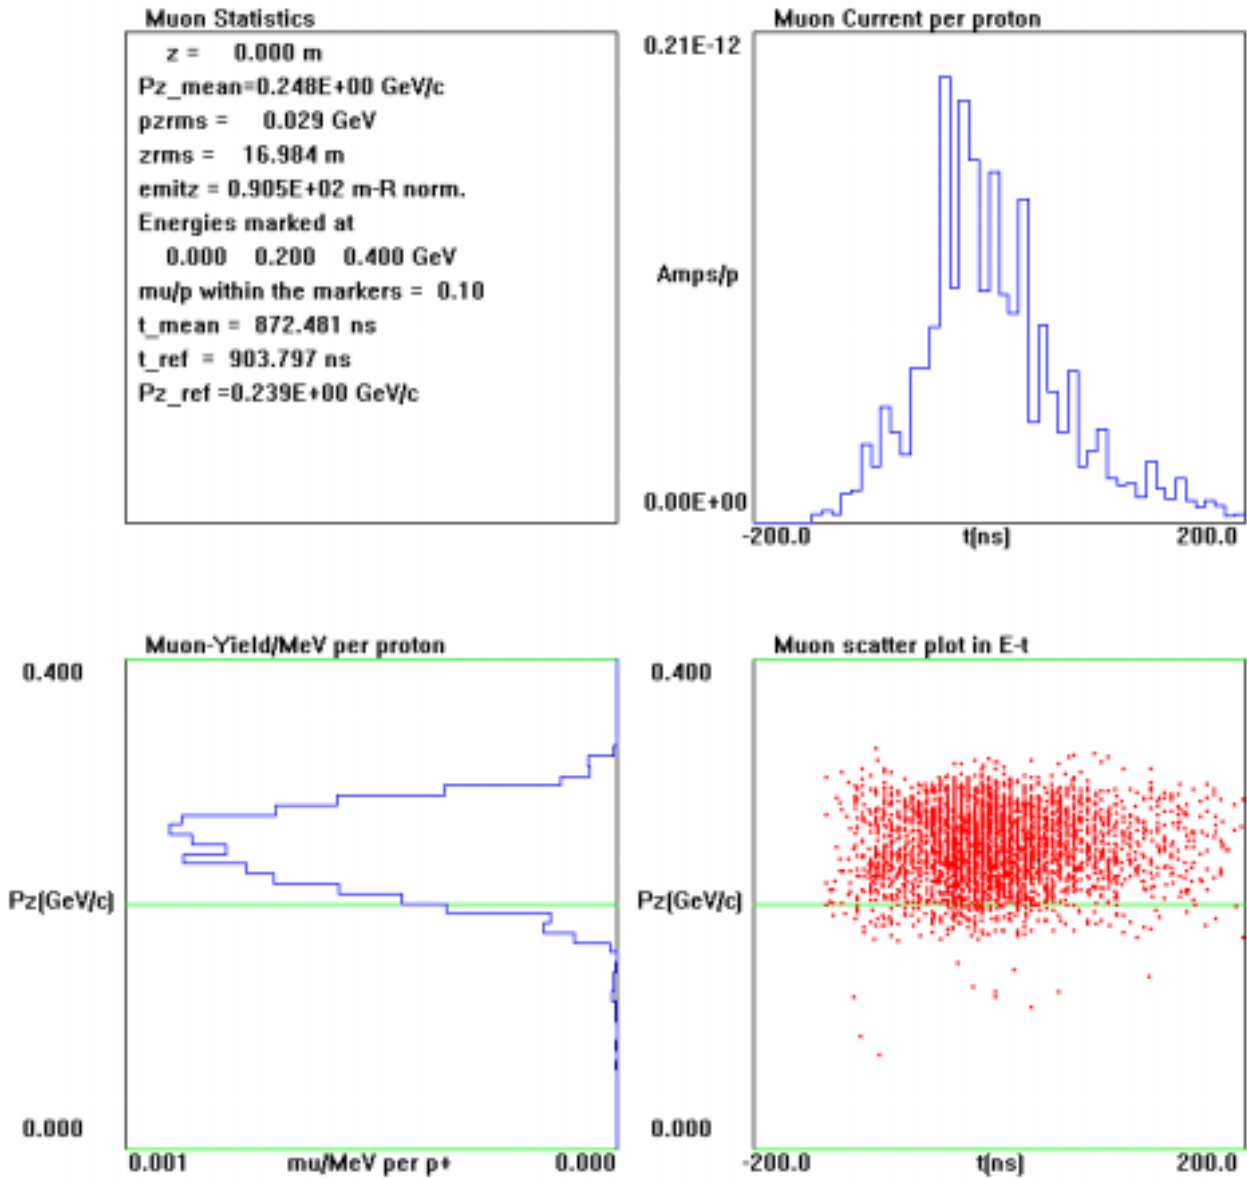 Muon Statistics
z = 0.000 m
Pz_mean=0.248E+00 GeV/c
pzrms = 0.029 GeV
zrms = 16.984 m
emitz = 0.905E+02 m-R norm.
Energies marked at
0.000 0.200 0.400 GeV
mu/p within the markers = 0.10
t_mean = 872.481 ns
t_ref = 903.797 ns
Pz_ref =0.239E+00 GeV/c
Muon Current per proton
0.21E-12
Amps/p
0.00E+00
-200.0 t[ns] 200.0
Muon-Yield/MeV per proton
0.400
Pz[GeV/c]
0.000
0.001 mu/MeV per p+ 0.000
Muon scatter plot in E-t
0.400
Pz[GeV/c]
0.000
-200.0 t[ns] 200.0